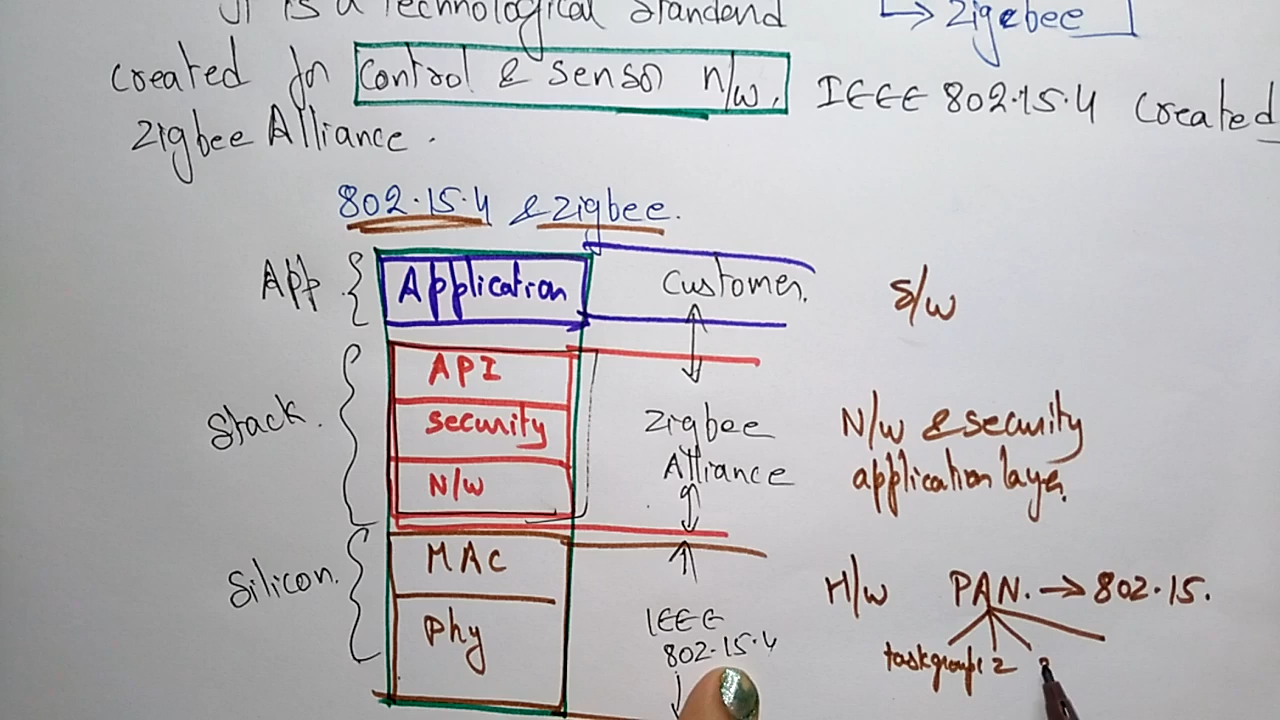 It is a Technological Standard
→ Zigebee
created for Control & sensor n/w. IEEE 802.15.4 created
Zigbee Alliance.
802.15.4 & Zigbee.
App { Application Customer. S/w
API
Stack. security Zigbee Alliance N/w & security application layer.
N/w
MAC
Silicon. H/w PAN. → 802.15.
Phy IEEE 802.15.4
taskgroup 1 2